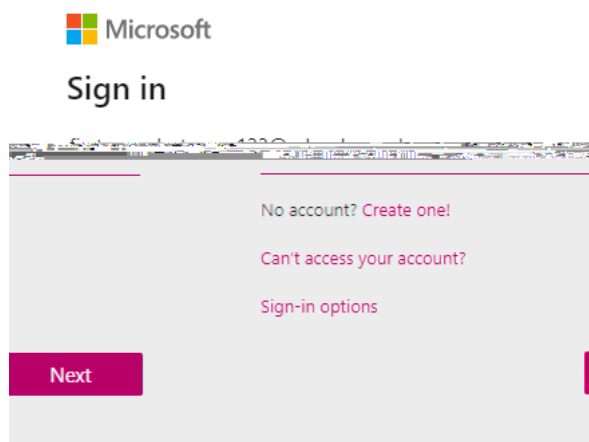 Microsoft
Sign in
No account? Create one!
Can't access your account?
Sign-in options
Next